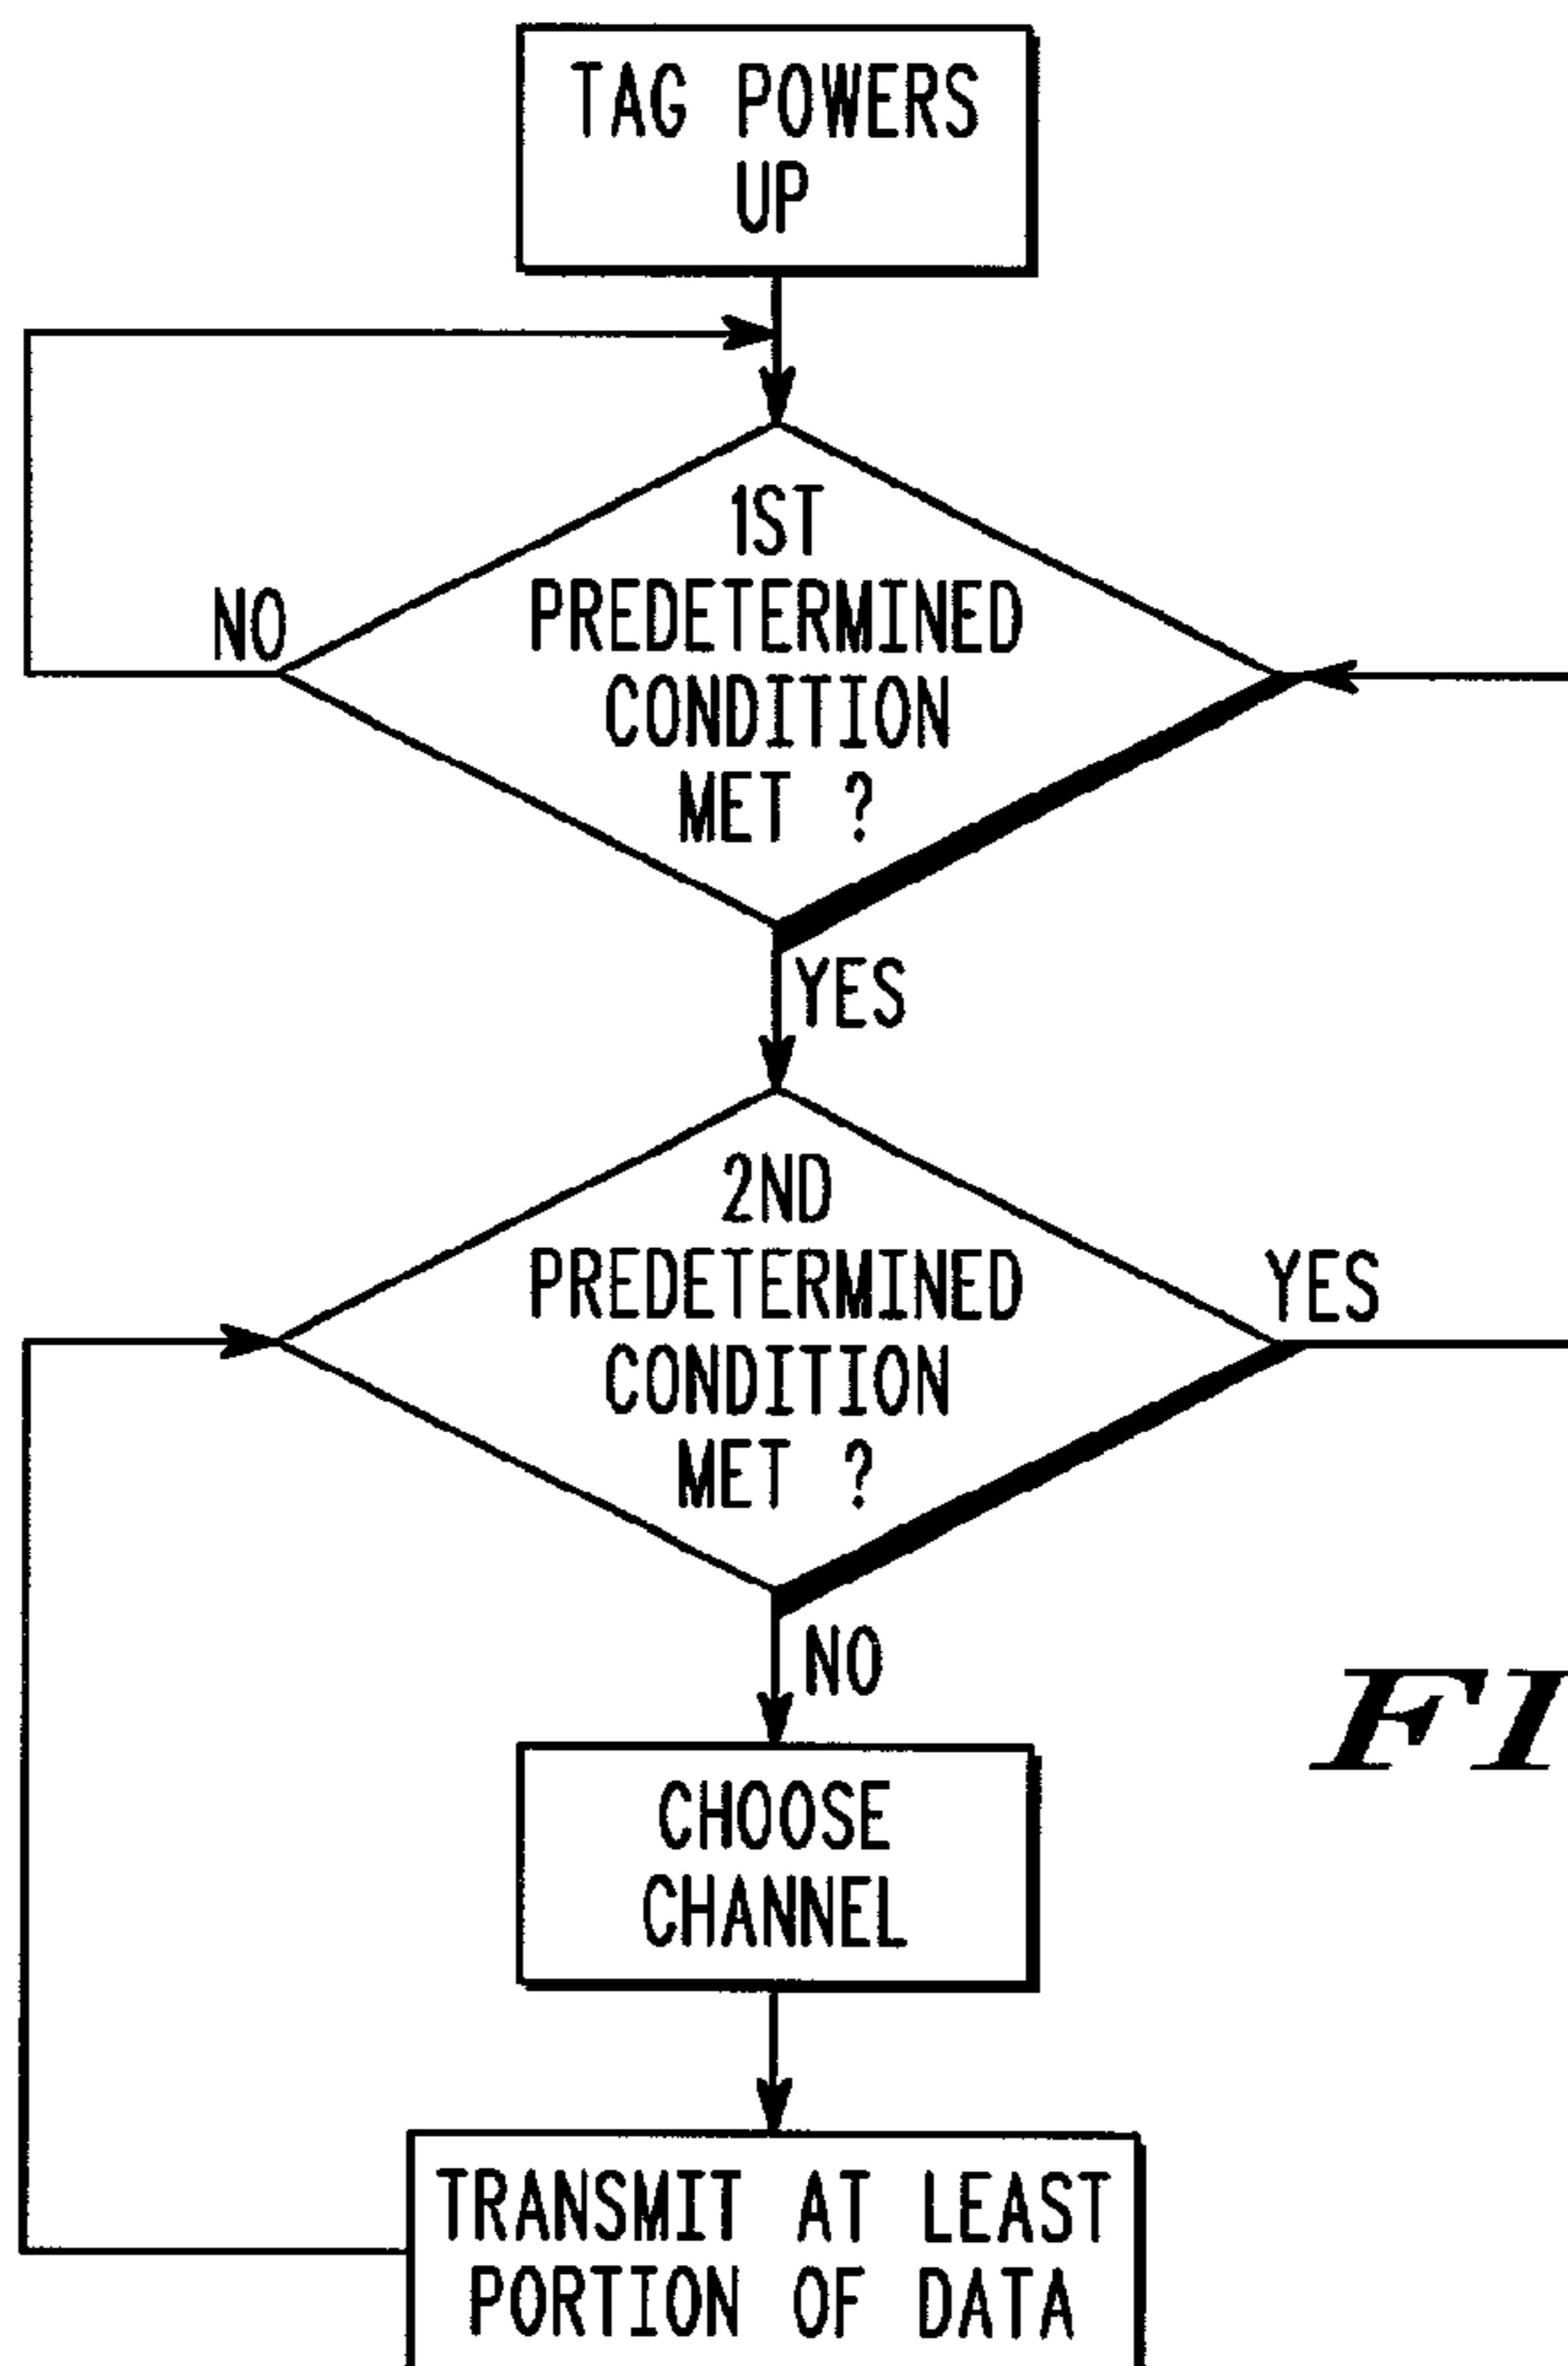 TAG POWERS
UP
1ST
PREDETERMINED
CONDITION
MET ?
NO
YES
2ND
PREDETERMINED
CONDITION
MET ?
YES
NO
FI
CHOOSE
CHANNEL
TRANSMIT AT LEAST
PORTION OF DATA